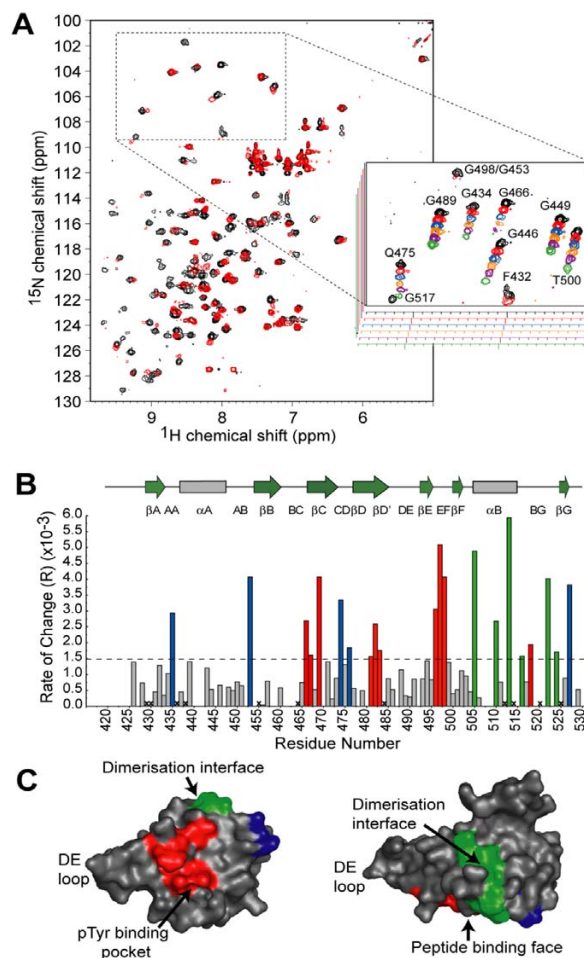 A
100
102
104
106
108
110
112
114
116
118
120
122
124
126
128
130
15N chemical shift (ppm)
9 8 7 6
1H chemical shift (ppm)
G498/G453
G489 G434 G466
G449
G446
Q475
F432
G517
T500
B
βA AA αA AB βB BC βC CD βD βD' DE βE EF βF αB BG βG
6.0
5.5
5.0
4.5
4.0
3.5
3.0
2.5
2.0
1.5
1.0
0.5
0.0
Rate of Change (R) (x10-3)
420 425 430 435 440 445 450 455 460 465 470 475 480 485 490 495 500 505 510 515 520 525 530
Residue Number
C
Dimerisation interface
DE
loop
pTyr binding
pocket
Dimerisation
interface
DE
loop
Peptide binding face